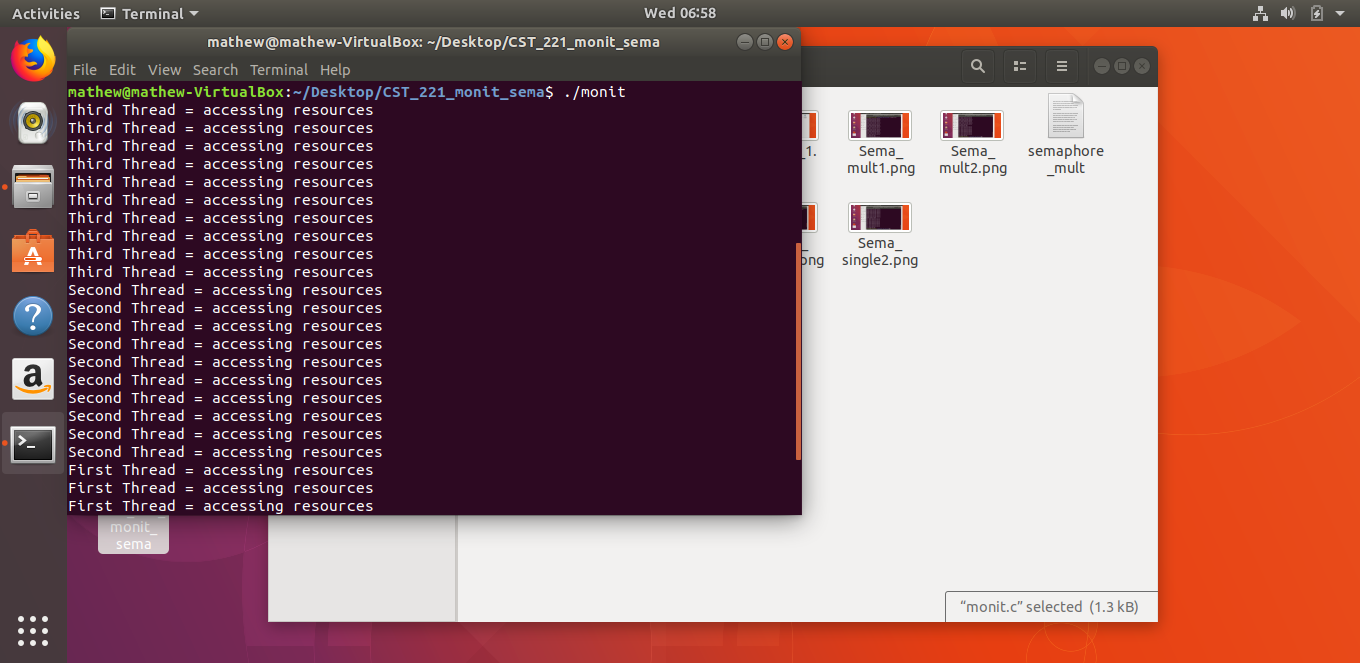 Activities Terminal Wed 06:58
mathew@mathew-VirtualBox: ~/Desktop/CST_221_monit_sema
File Edit View Search Terminal Help
mathew@mathew-VirtualBox:~/Desktop/CST_221_monit_sema$ ./monit
Third Thread = accessing resources
Third Thread = accessing resources
Third Thread = accessing resources
Third Thread = accessing resources
Third Thread = accessing resources
Third Thread = accessing resources
Third Thread = accessing resources
Third Thread = accessing resources
Third Thread = accessing resources
Third Thread = accessing resources
Second Thread = accessing resources
Second Thread = accessing resources
Second Thread = accessing resources
Second Thread = accessing resources
Second Thread = accessing resources
Second Thread = accessing resources
Second Thread = accessing resources
Second Thread = accessing resources
Second Thread = accessing resources
Second Thread = accessing resources
First Thread = accessing resources
First Thread = accessing resources
First Thread = accessing resources
_1.
Sema_
mult1.png
Sema_
mult2.png
semaphore
_mult
_
png
Sema_
single2.png
monit_
sema
“monit.c” selected (1.3 kB)